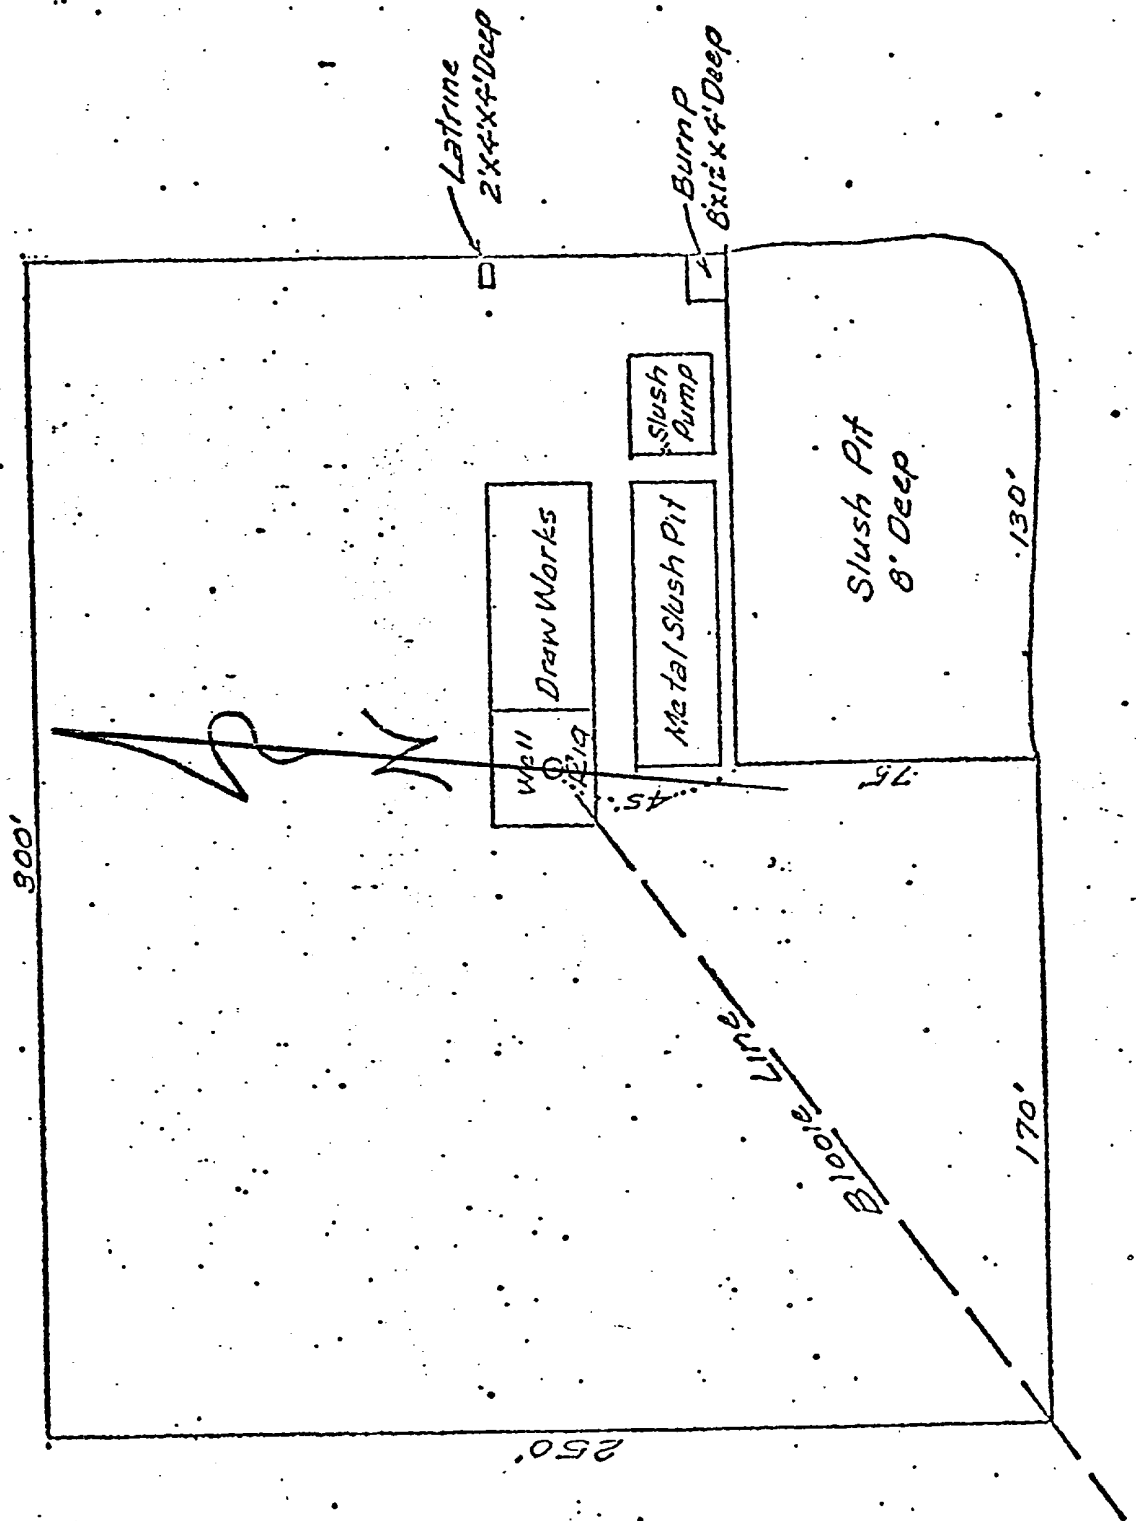 300'
Latrine
2'x4'x4' Deep
Burn P
8'x12'x4' Deep
Well
Rig
Draw Works
Slush
Pump
Metal Slush Pit
45'
Slush Pit
8' Deep
75'
130'
170'
Blooie Line
250'
N